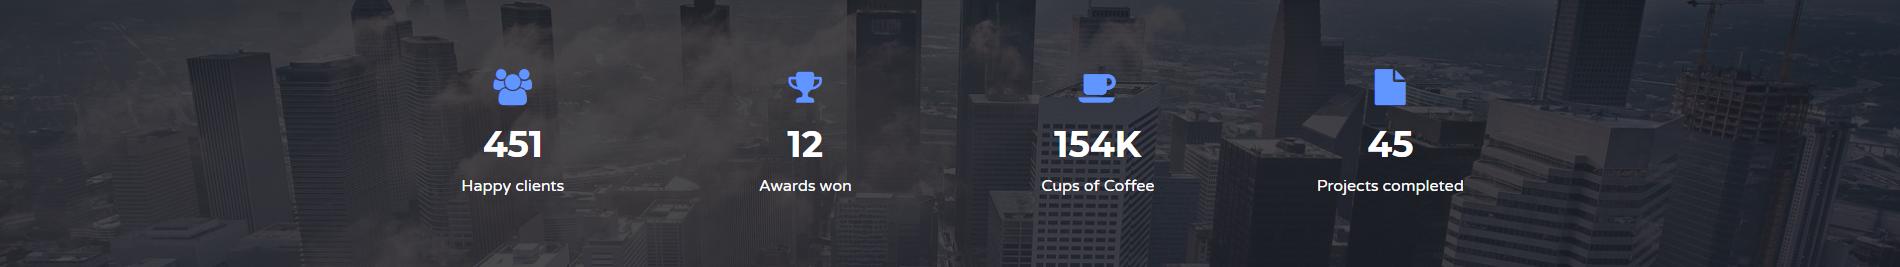 451
Happy clients
12
Awards won
154K
Cups of Coffee
45
Projects completed